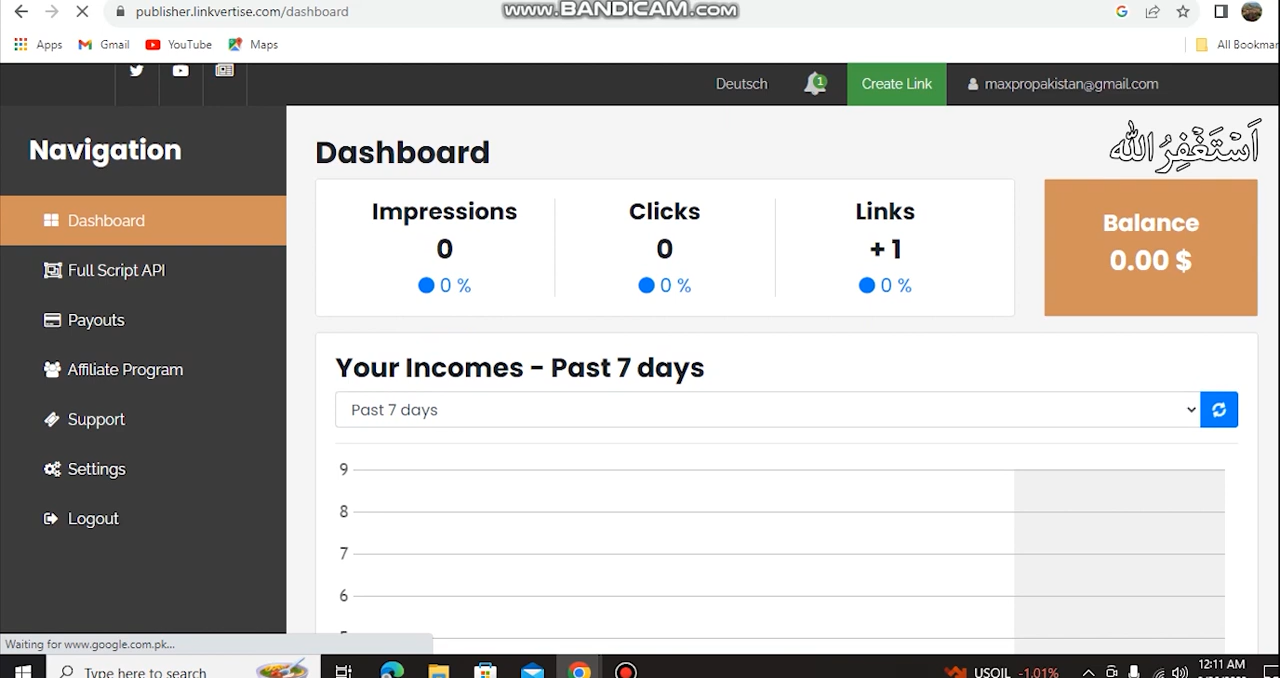 WWW.BANDICAM.COM
publisher.linkvertise.com/dashboard
Apps Gmail YouTube Maps All Bookmar
Deutsch 1 Create Link maxpropakistan@gmail.com
Navigation
Dashboard
Full Script API
Payouts
Affiliate Program
Support
Settings
Logout
Dashboard
أَسْتَغْفِرُ اللّٰه
Impressions
0
0 %
Clicks
0
0 %
Links
+ 1
0 %
Balance
0.00 $
Your Incomes - Past 7 days
Past 7 days
9
8
7
6
Waiting for www.google.com.pk...
Type here to search
USOIL -1.01%
12:11 AM